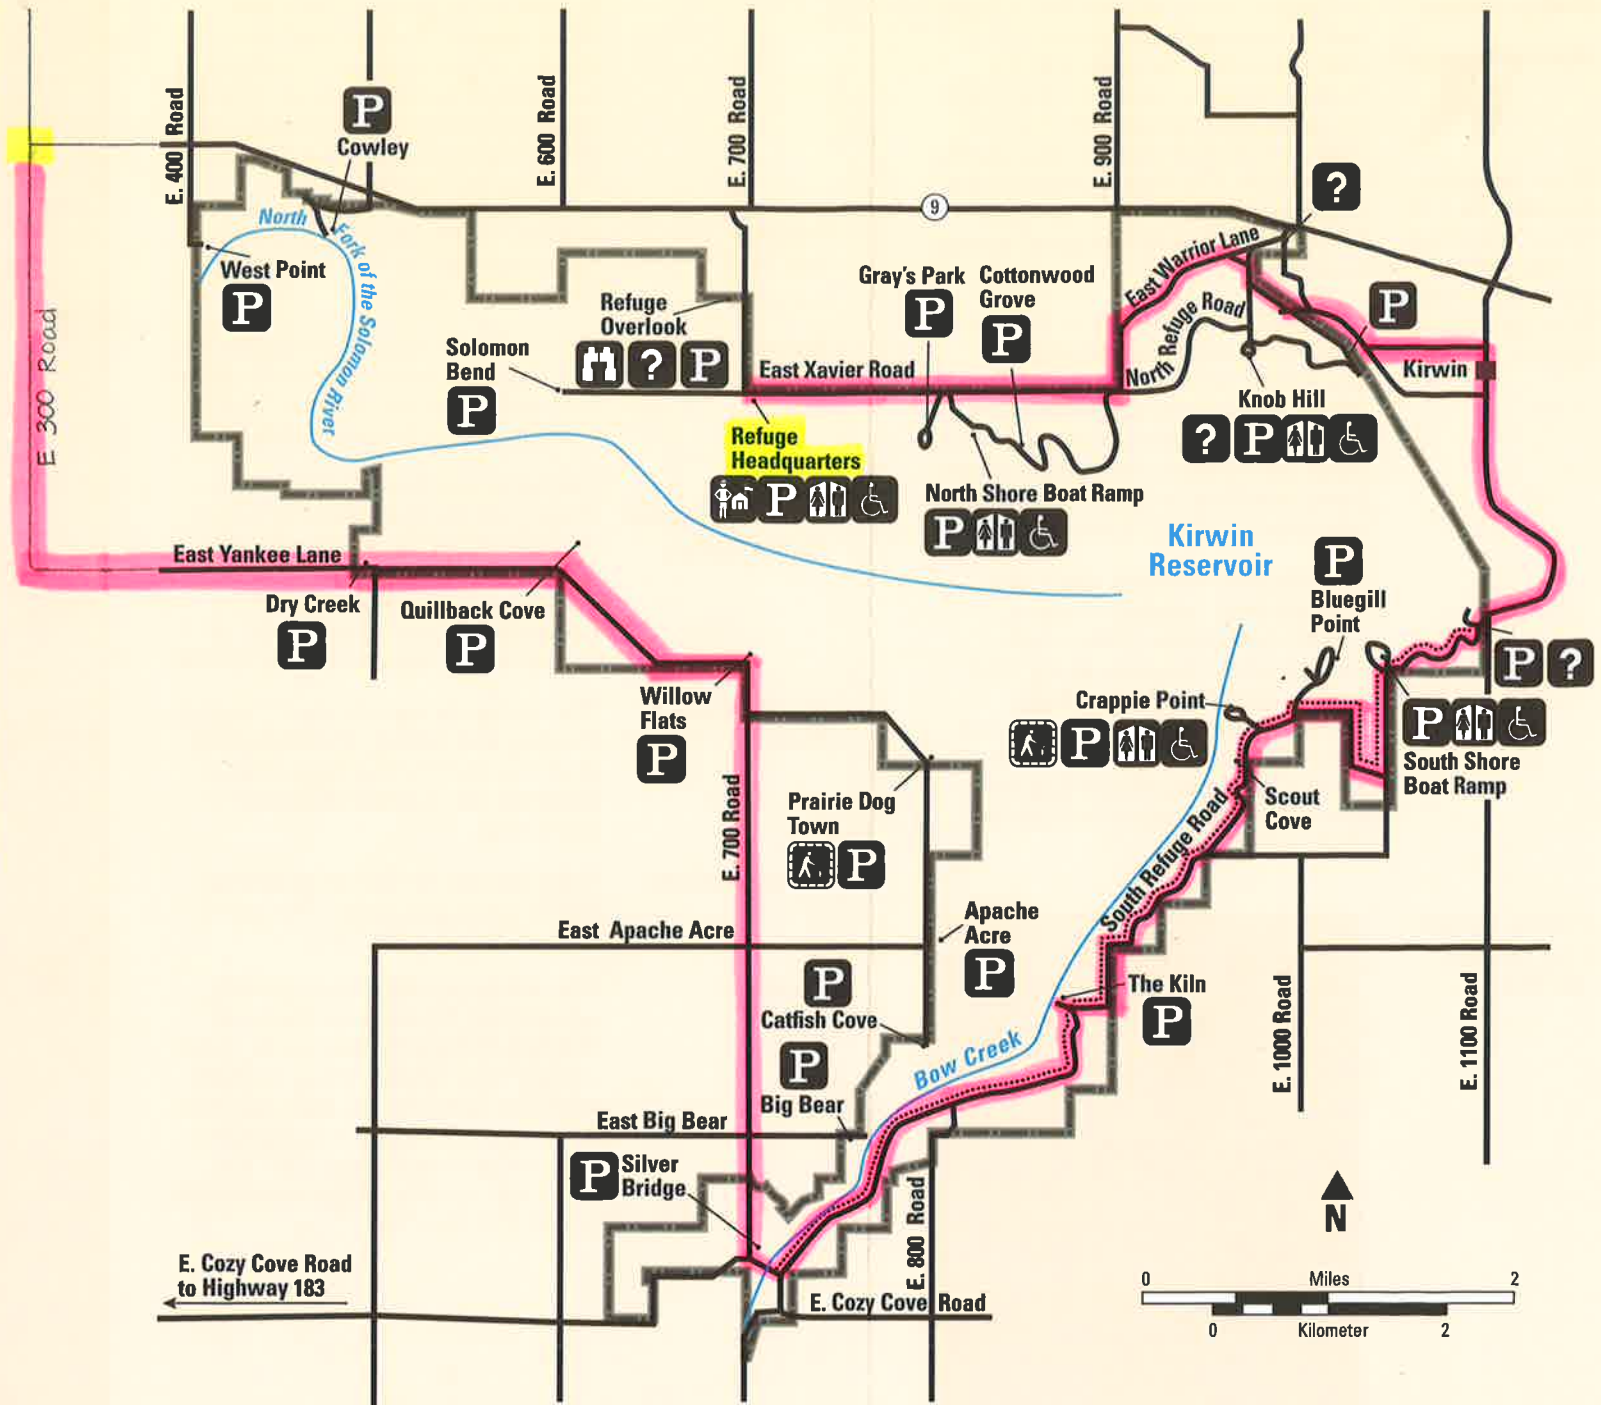 E. 400 Road
P
Cowley
E. 600 Road
E. 700 Road
E. 900 Road
?
9
North
Fork of the Solomon River
West Point
P
East Warrior Lane
Gray's Park
P
Cottonwood
Grove
P
North Refuge Road
P
Refuge
Overlook
? P
E 300 Road
Solomon
Bend
P
East Xavier Road
Kirwin
Knob Hill
? P
Refuge
Headquarters
P
North Shore Boat Ramp
P
Kirwin
Reservoir
East Yankee Lane
Dry Creek
P
Quillback Cove
P
P
Bluegill
Point
P ?
Willow
Flats
P
Crappie Point
P
P
South Shore
Boat Ramp
Scout
Cove
E. 700 Road
Prairie Dog
Town
P
South Refuge Road
East Apache Acre
Apache
Acre
P
P
Catfish Cove
The Kiln
P
Bow Creek
E. 1000 Road
E. 1100 Road
P
Big Bear
East Big Bear
P
Silver
Bridge
E. 800 Road
N
E. Cozy Cove Road
to Highway 183
E. Cozy Cove Road
0 Miles 2
0 Kilometer 2